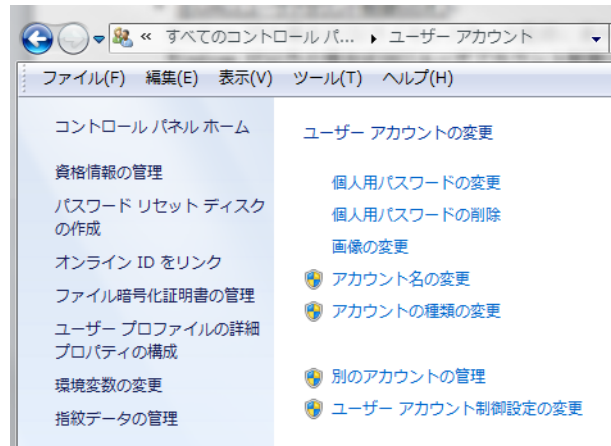 « すべてのコントロール パ... ▸ ユーザー アカウント
ファイル(F) 編集(E) 表示(V) ツール(T) ヘルプ(H)
コントロール パネル ホーム
資格情報の管理
パスワード リセット ディスク
の作成
オンライン ID をリンク
ファイル暗号化証明書の管理
ユーザー プロファイルの詳細
プロパティの構成
環境変数の変更
指紋データの管理
ユーザー アカウントの変更
個人用パスワードの変更
個人用パスワードの削除
画像の変更
アカウント名の変更
アカウントの種類の変更
別のアカウントの管理
ユーザー アカウント制御設定の変更